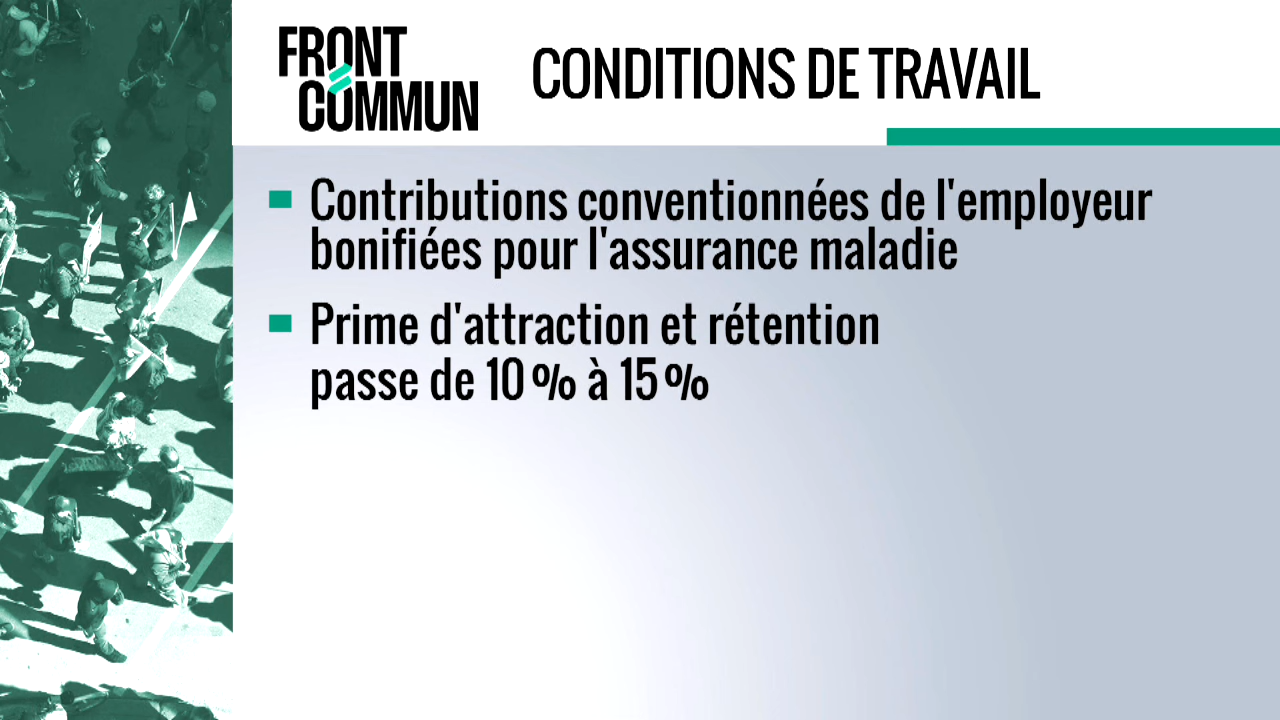 FRONT
COMMUN
CONDITIONS DE TRAVAIL
Contributions conventionnées de l'employeur
bonifiées pour l'assurance maladie
Prime d'attraction et rétention
passe de 10 % à 15 %